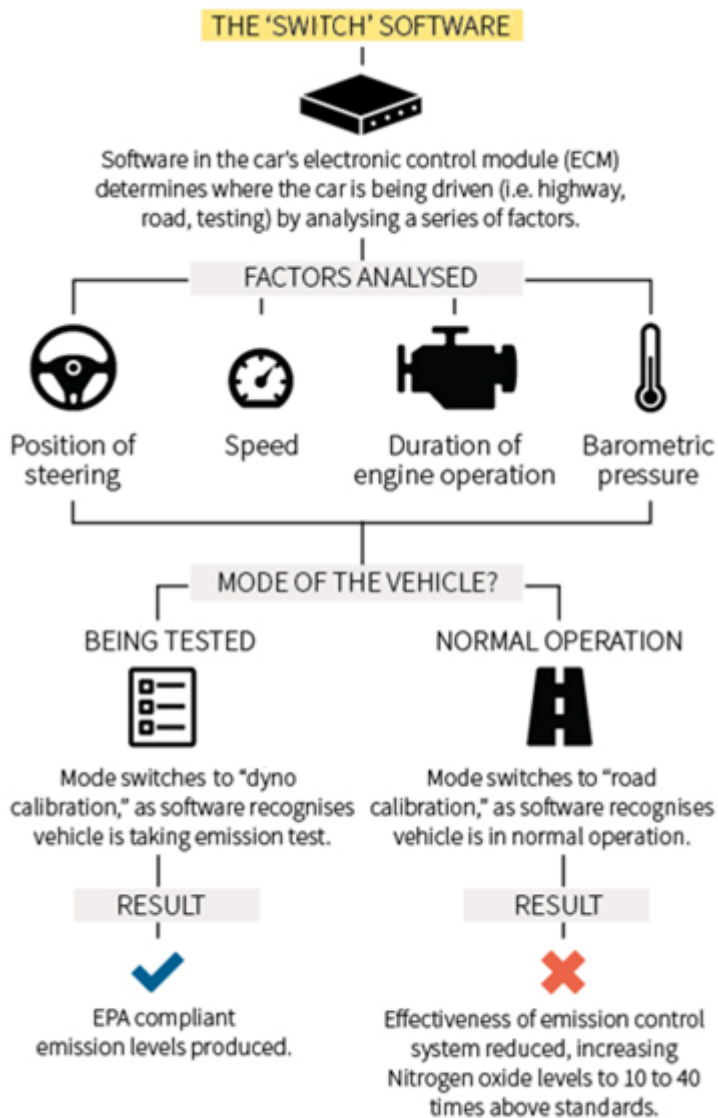 THE ‘SWITCH’ SOFTWARE
Software in the car's electronic control module (ECM)
determines where the car is being driven (i.e. highway,
road, testing) by analysing a series of factors.
FACTORS ANALYSED
Position of
steering
Speed
Duration of
engine operation
Barometric
pressure
MODE OF THE VEHICLE?
BEING TESTED
Mode switches to “dyno
calibration,” as software recognises
vehicle is taking emission test.
RESULT
EPA compliant
emission levels produced.
NORMAL OPERATION
Mode switches to “road
calibration,” as software recognises
vehicle is in normal operation.
RESULT
Effectiveness of emission control
system reduced, increasing
Nitrogen oxide levels to 10 to 40
times above standards.